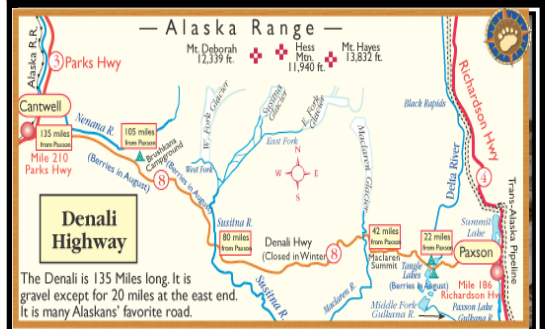 — Alaska Range —
Mt. Deborah
12,339 ft.
Hess
Mtn.
11,940 ft.
Mt. Hayes
13,832 ft.
Alaska R.R.
3
Parks Hwy
Cantwell
135 miles
from Paxson
Mile 210
Parks Hwy
Nenana R.
105 miles
from Paxson
Brushkana
Campground
(Berries in August)
8
(Berries in August)
W. Fork Glacier
West Fork
Susitna
Glacier
East Fork
E. Fork
Glacier
N
W
E
S
Maclaren Glacier
Black Rapids
Richardson Hwy
4
Delta River
Trans-Alaska Pipeline
Summit
Lake
Denali
Highway
Susitna R.
80 miles
from Paxson
Denali Hwy
(Closed in Winter)
8
42 miles
from Paxson
Maclaren
Summit
22 miles
from Paxson
Tangle
Lakes
(Berries in August)
Paxson
Mile 186
Richardson Hwy
Paxson Lake
Gulkana R.
Middle Fork
Gulkana R.
Maclaren R.
Susitna R.
The Denali is 135 Miles long. It is
gravel except for 20 miles at the east end.
It is many Alaskans' favorite road.